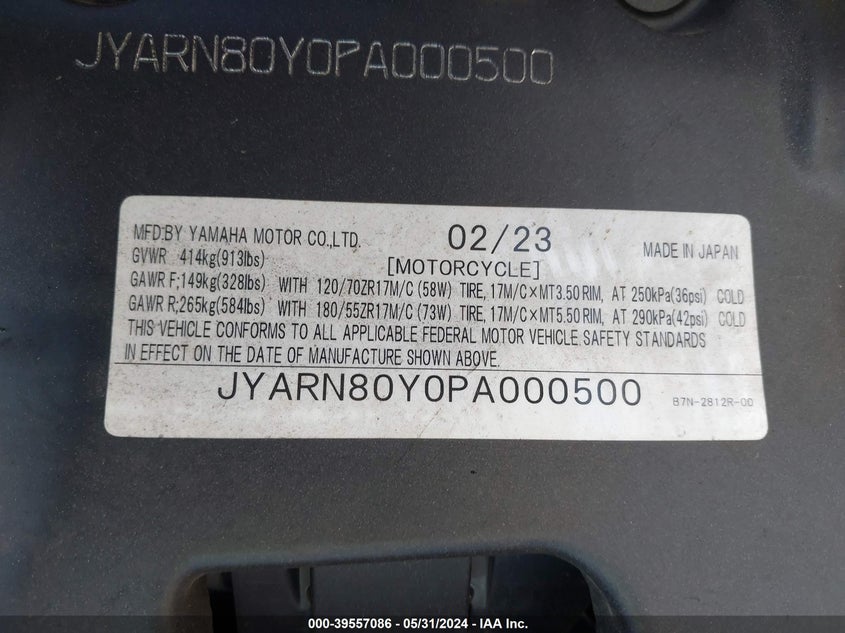 JYARN80Y0PA000500
MFD.BY YAMAHA MOTOR CO.,LTD. 02/23 MADE IN JAPAN
GVWR 414kg(913lbs) [MOTORCYCLE]
GAWR F;149kg(328lbs) WITH 120/70ZR17M/C (58W) TIRE, 17M/C×MT3.50 RIM, AT 250kPa(36psi) COLD
GAWR R;265kg(584lbs) WITH 180/55ZR17M/C (73W) TIRE, 17M/C×MT5.50 RIM, AT 290kPa(42psi) COLD
THIS VEHICLE CONFORMS TO ALL APPLICABLE FEDERAL MOTOR VEHICLE SAFETY STANDARDS
IN EFFECT ON THE DATE OF MANUFACTURE SHOWN ABOVE.
JYARN80Y0PA000500 B7N-2812R-00
000-39557086 - 05/31/2024 - IAA Inc.